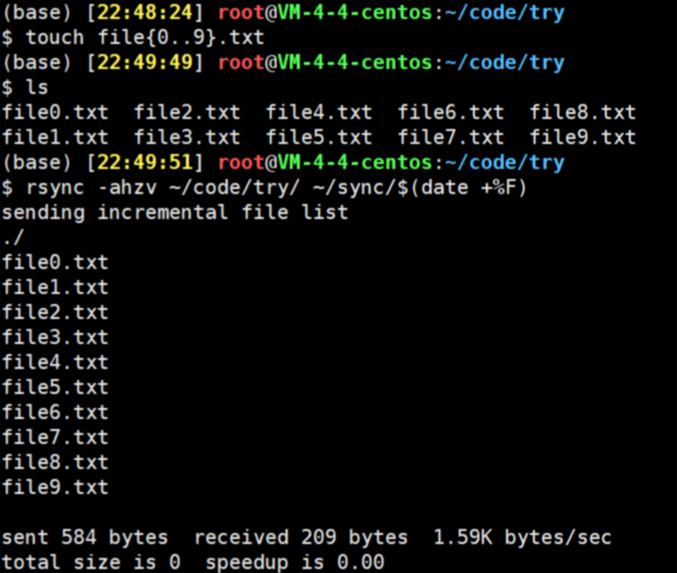 (base) [22:48:24] root@VM-4-4-centos:~/code/try
$ touch file{0..9}.txt
(base) [22:49:49] root@VM-4-4-centos:~/code/try
$ ls
file0.txt  file2.txt  file4.txt  file6.txt  file8.txt
file1.txt  file3.txt  file5.txt  file7.txt  file9.txt
(base) [22:49:51] root@VM-4-4-centos:~/code/try
$ rsync -ahzv ~/code/try/ ~/sync/$(date +%F)
sending incremental file list
./
file0.txt
file1.txt
file2.txt
file3.txt
file4.txt
file5.txt
file6.txt
file7.txt
file8.txt
file9.txt
sent 584 bytes  received 209 bytes  1.59K bytes/sec
total size is 0  speedup is 0.00